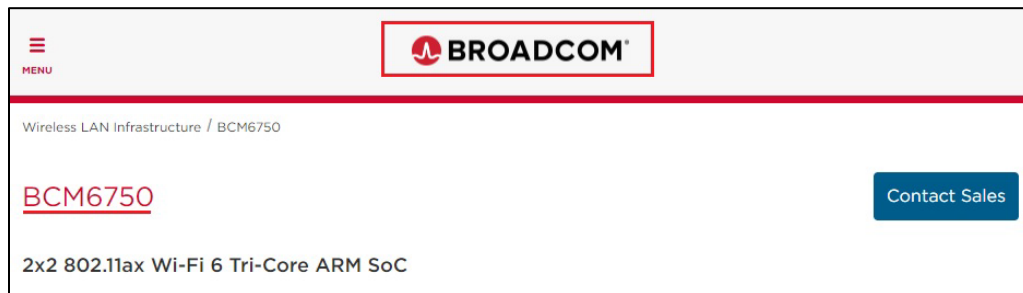 MENU
BROADCOM®
Wireless LAN Infrastructure / BCM6750
BCM6750
Contact Sales
2x2 802.11ax Wi-Fi 6 Tri-Core ARM SoC